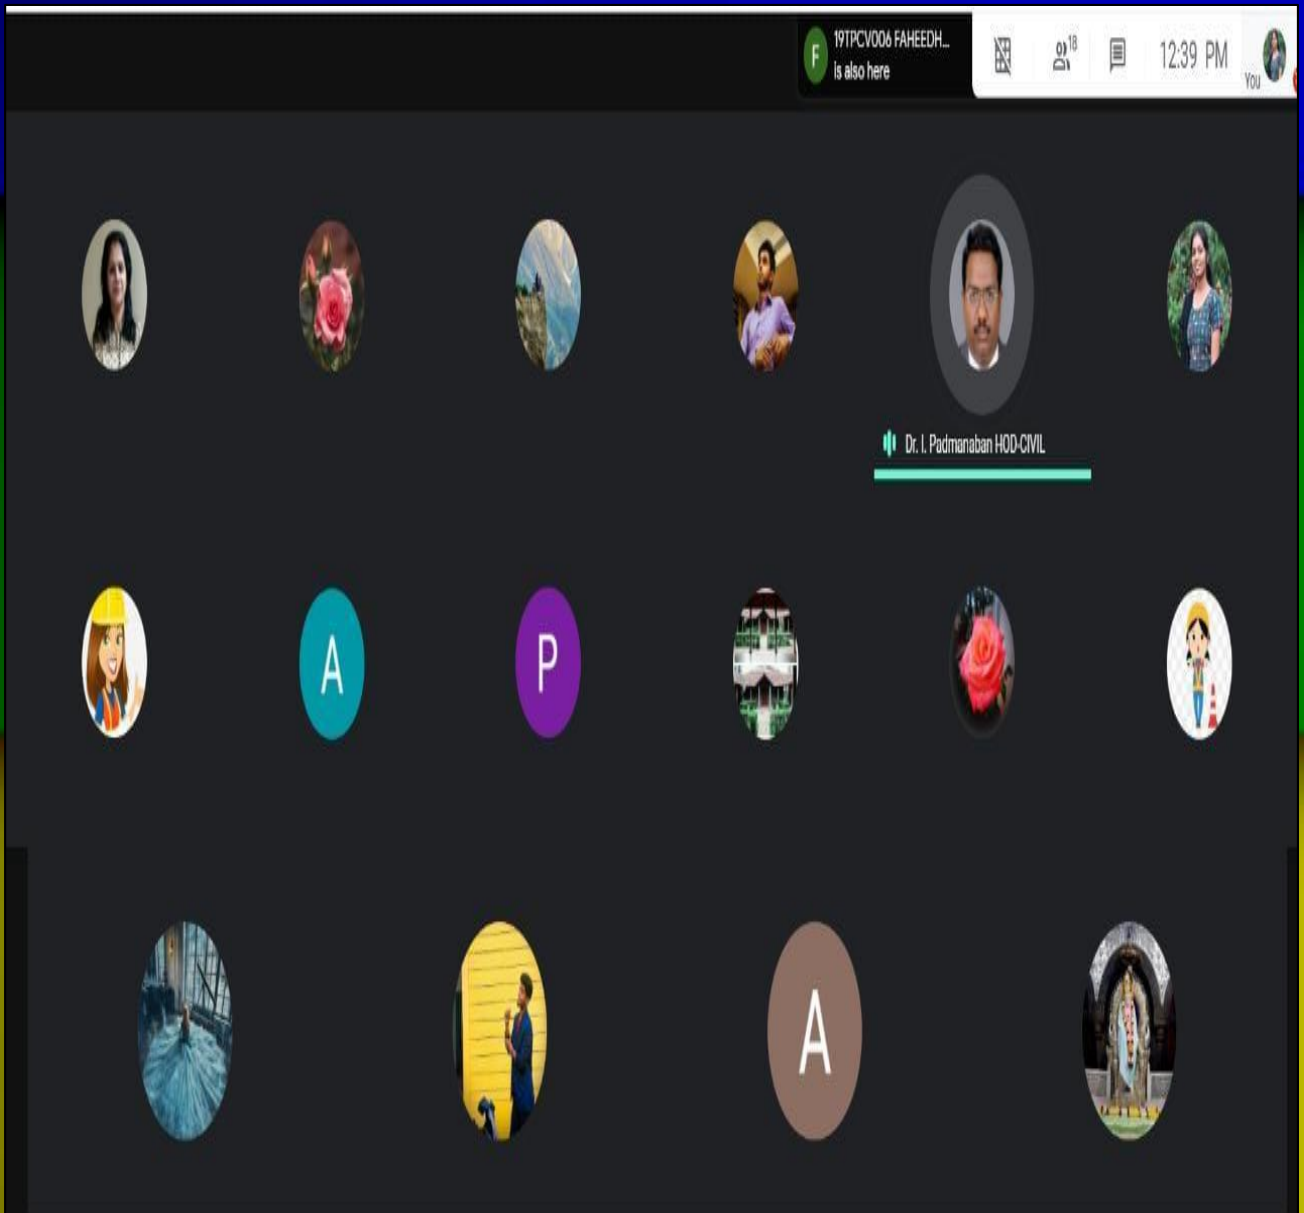 F
19TPCV006 FAHEEDH...
is also here
18
12:39 PM
You
Dr. I. Padmanaban HOD-CIVIL
A
P
A